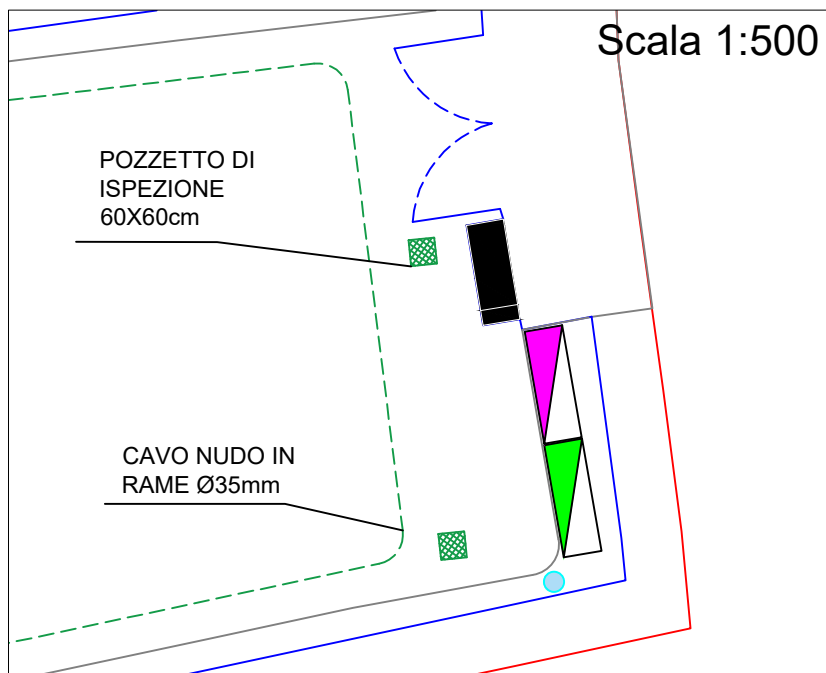 Scala 1:500
POZZETTO DI
ISPEZIONE
60X60cm
CAVO NUDO IN
RAME Ø35mm